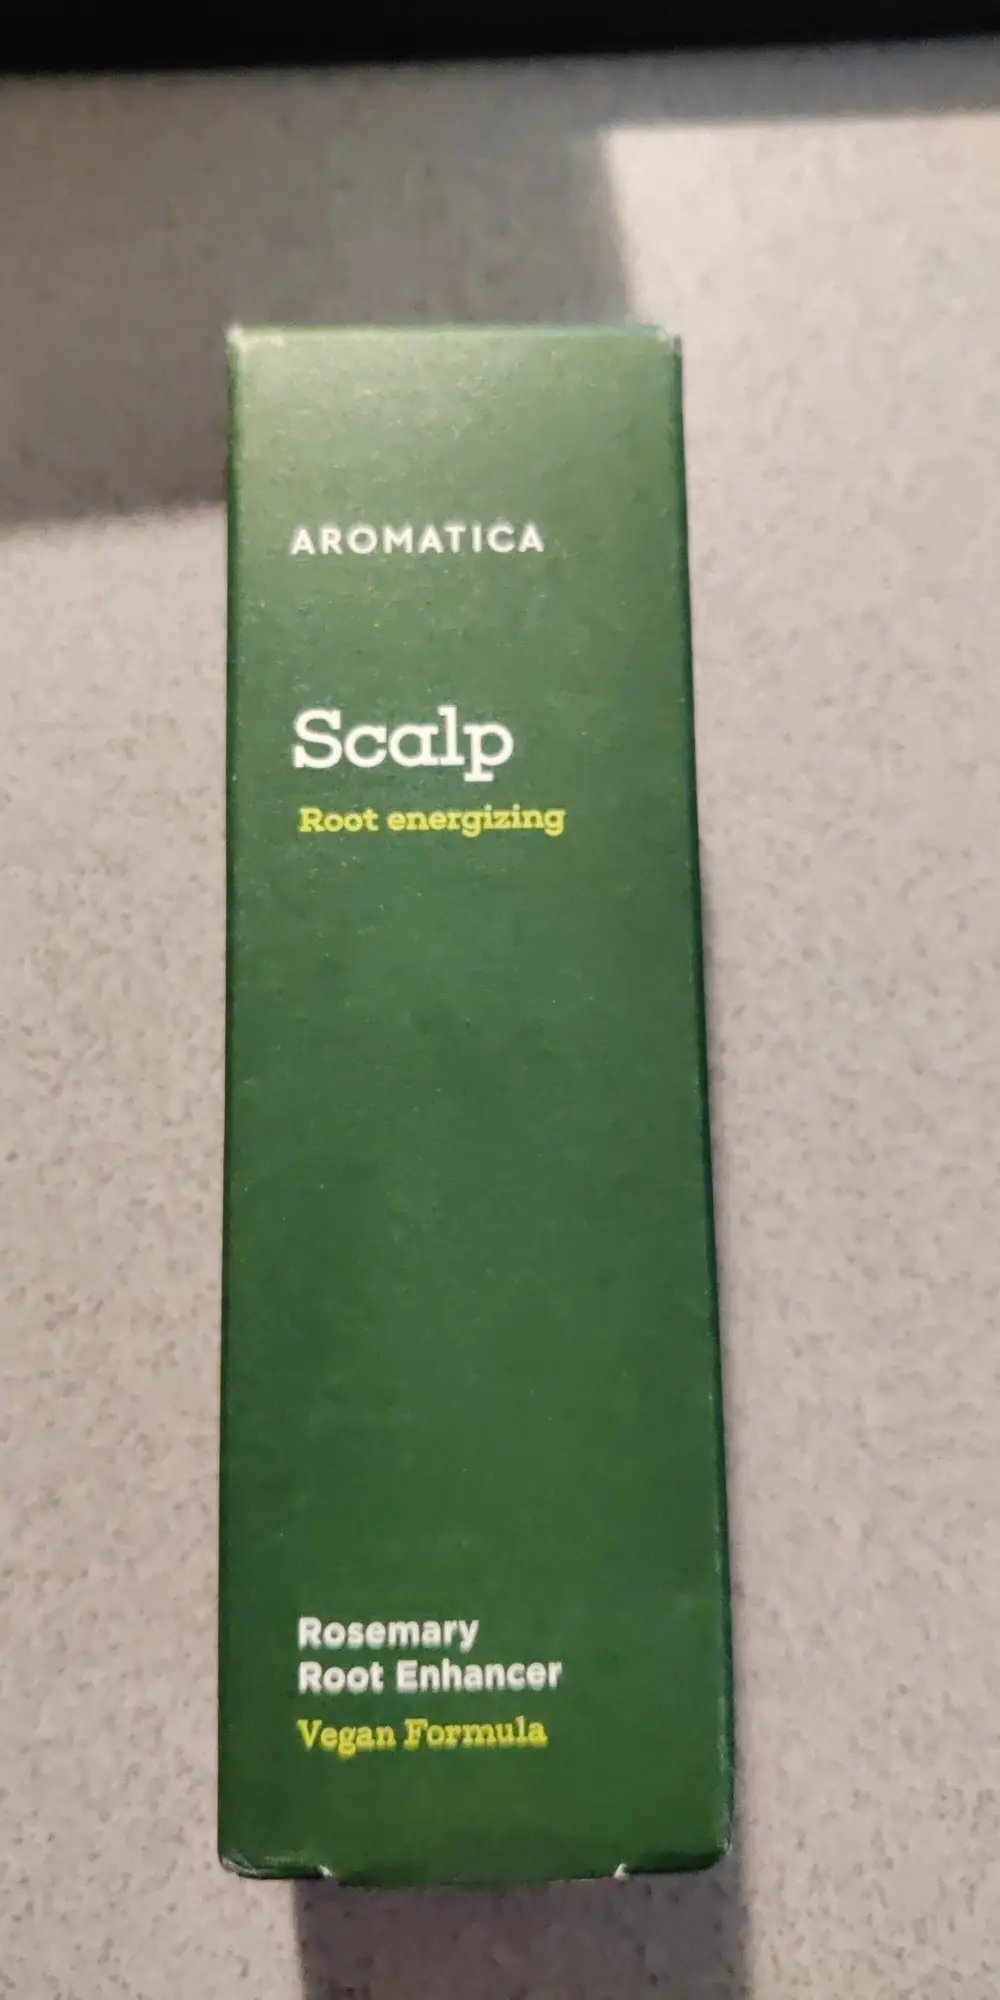 AROMATICA
Scalp
Root energizing
Rosemary
Root Enhancer
Vegan Formula